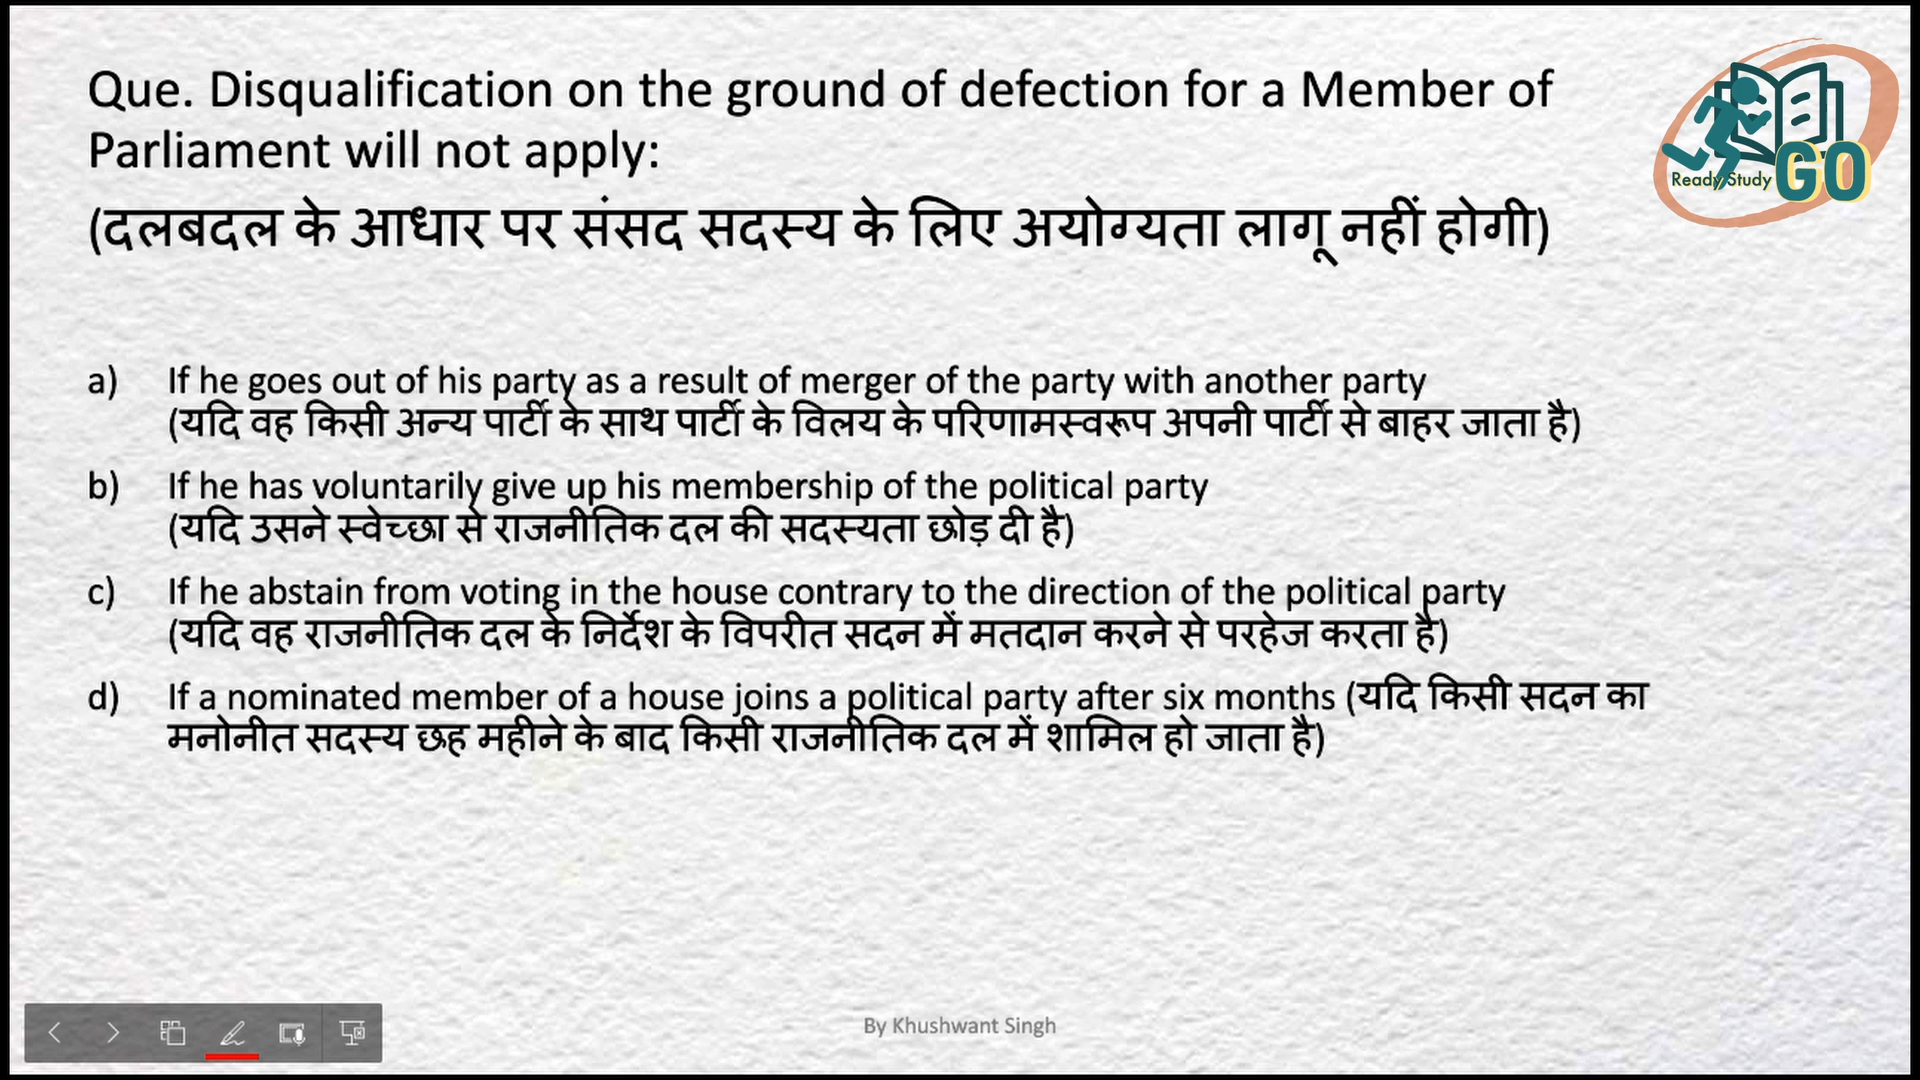 Que. Disqualification on the ground of defection for a Member of
Parliament will not apply:
(दलबदल के आधार पर संसद सदस्य के लिए अयोग्यता लागू नहीं होगी)
Ready Study GO
a) If he goes out of his party as a result of merger of the party with another party
(यदि वह किसी अन्य पार्टी के साथ पार्टी के विलय के परिणामस्वरूप अपनी पार्टी से बाहर जाता है)
b) If he has voluntarily give up his membership of the political party
(यदि उसने स्वेच्छा से राजनीतिक दल की सदस्यता छोड़ दी है)
c) If he abstain from voting in the house contrary to the direction of the political party
(यदि वह राजनीतिक दल के निर्देश के विपरीत सदन में मतदान करने से परहेज करता है)
d) If a nominated member of a house joins a political party after six months (यदि किसी सदन का
मनोनीत सदस्य छह महीने के बाद किसी राजनीतिक दल में शामिल हो जाता है)
By Khushwant Singh